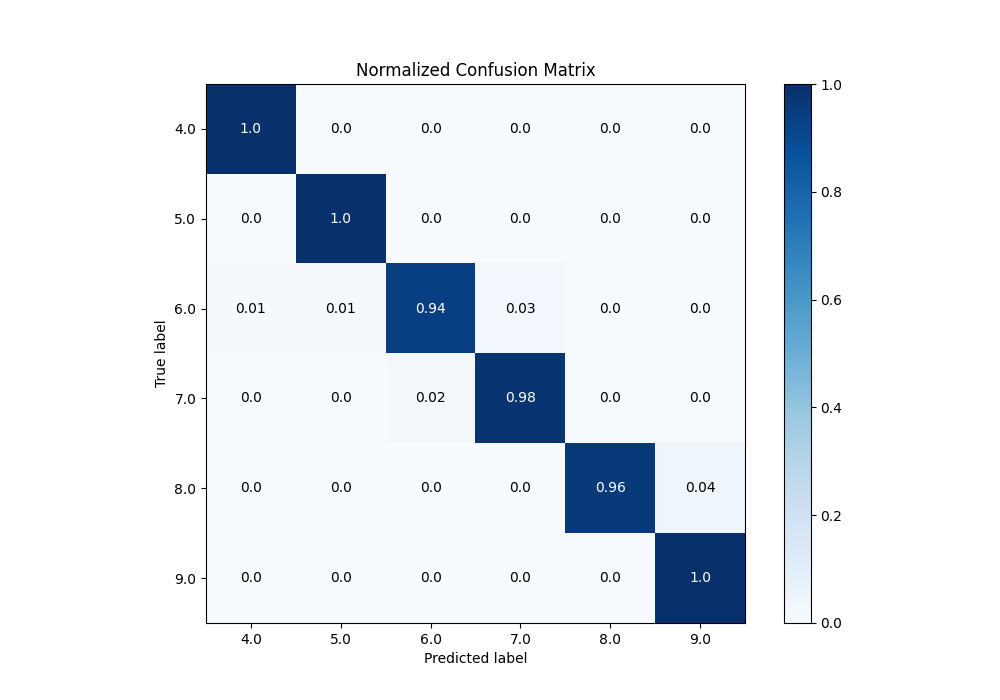 Normalized Confusion Matrix
True label
4.0 1.0 0.0 0.0 0.0 0.0 0.0
5.0 0.0 1.0 0.0 0.0 0.0 0.0
6.0 0.01 0.01 0.94 0.03 0.0 0.0
7.0 0.0 0.0 0.02 0.98 0.0 0.0
8.0 0.0 0.0 0.0 0.0 0.96 0.04
9.0 0.0 0.0 0.0 0.0 0.0 1.0
4.0 5.0 6.0 7.0 8.0 9.0
Predicted label
1.0
0.8
0.6
0.4
0.2
0.0